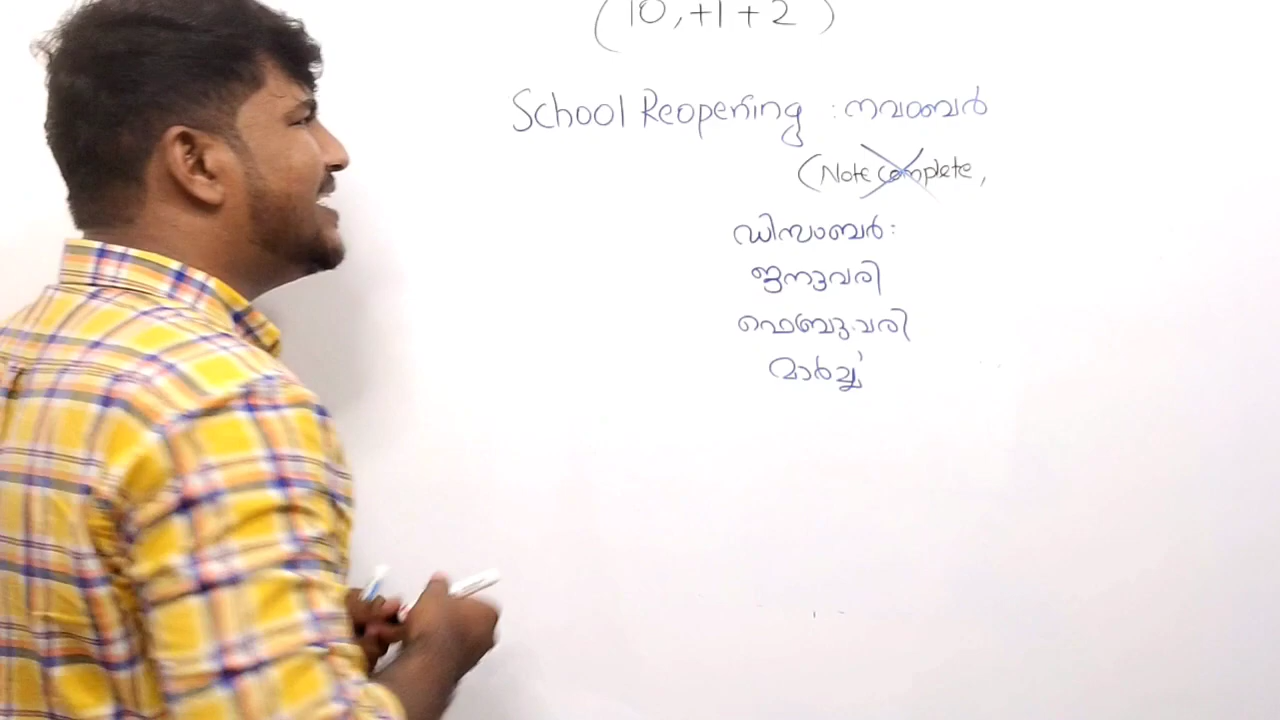 (10,+1+2)
School Reopening : നവംബർ
(Note complete,
ഡിസംബർ:
ജനുവരി
ഫെബ്രുവരി
മാർച്ച്